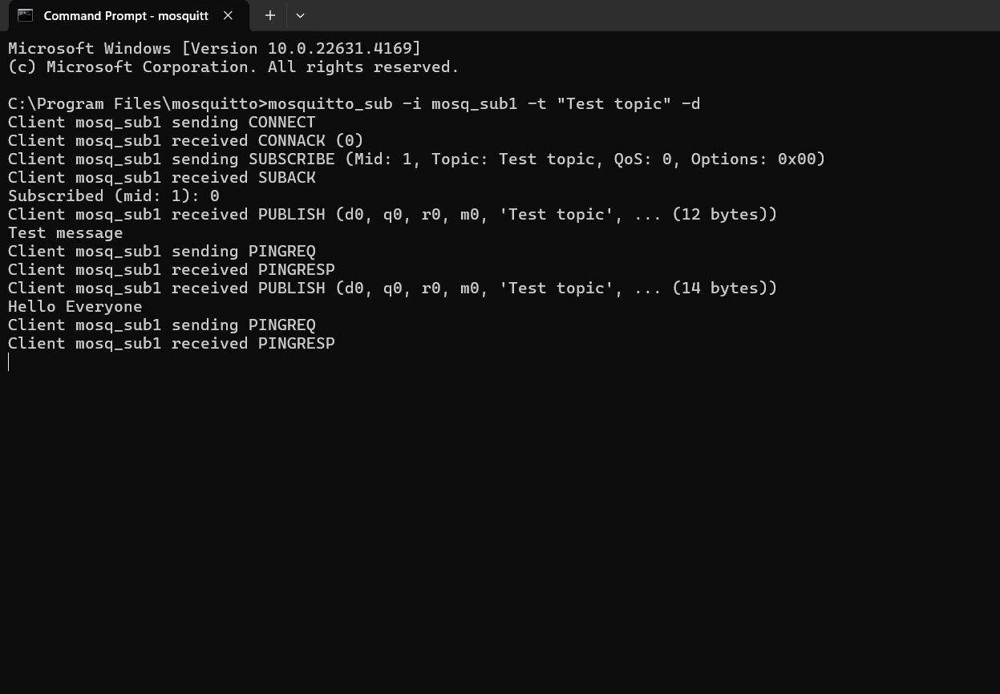 Command Prompt - mosquitt
Microsoft Windows [Version 10.0.22631.4169]
(c) Microsoft Corporation. All rights reserved.
C:\Program Files\mosquitto>mosquitto_sub -i mosq_sub1 -t "Test topic" -d
Client mosq_sub1 sending CONNECT
Client mosq_sub1 received CONNACK (0)
Client mosq_sub1 sending SUBSCRIBE (Mid: 1, Topic: Test topic, QoS: 0, Options: 0x00)
Client mosq_sub1 received SUBACK
Subscribed (mid: 1): 0
Client mosq_sub1 received PUBLISH (d0, q0, r0, m0, 'Test topic', ... (12 bytes))
Test message
Client mosq_sub1 sending PINGREQ
Client mosq_sub1 received PINGRESP
Client mosq_sub1 received PUBLISH (d0, q0, r0, m0, 'Test topic', ... (14 bytes))
Hello Everyone
Client mosq_sub1 sending PINGREQ
Client mosq_sub1 received PINGRESP